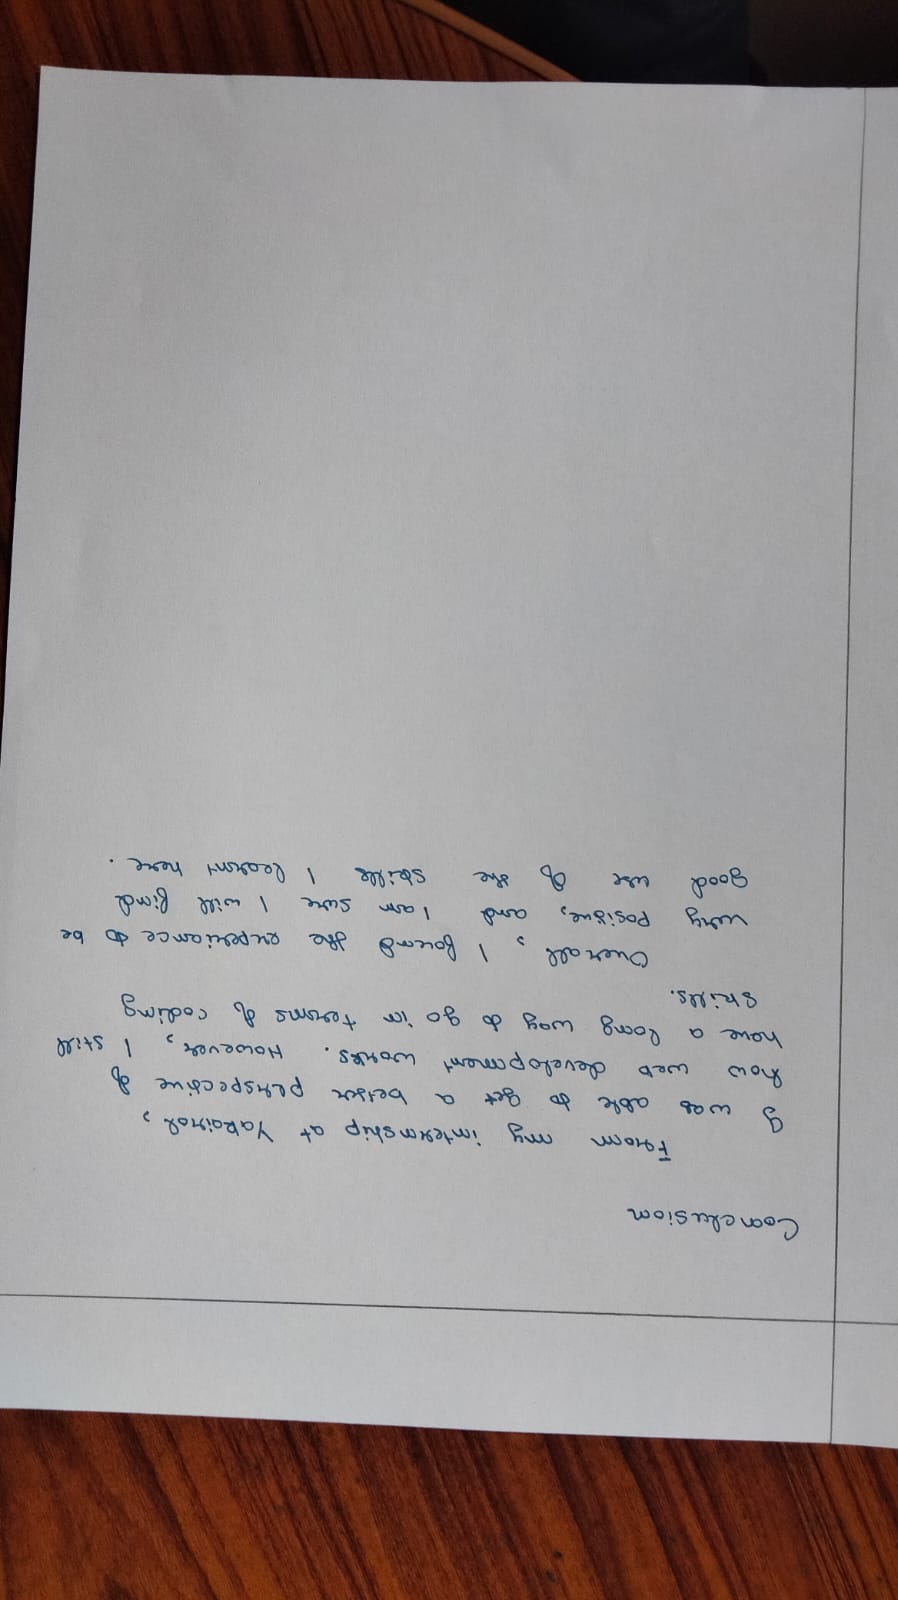 Conclusion
From my internship at Yakairol,
I was able to get a better perspective of
how web development works. However, I still
have a long way to go in terms of coding
skills.
Overall, I found the experiance to be
very positive, and I am sure I will find
good use of the skills I learnt here.